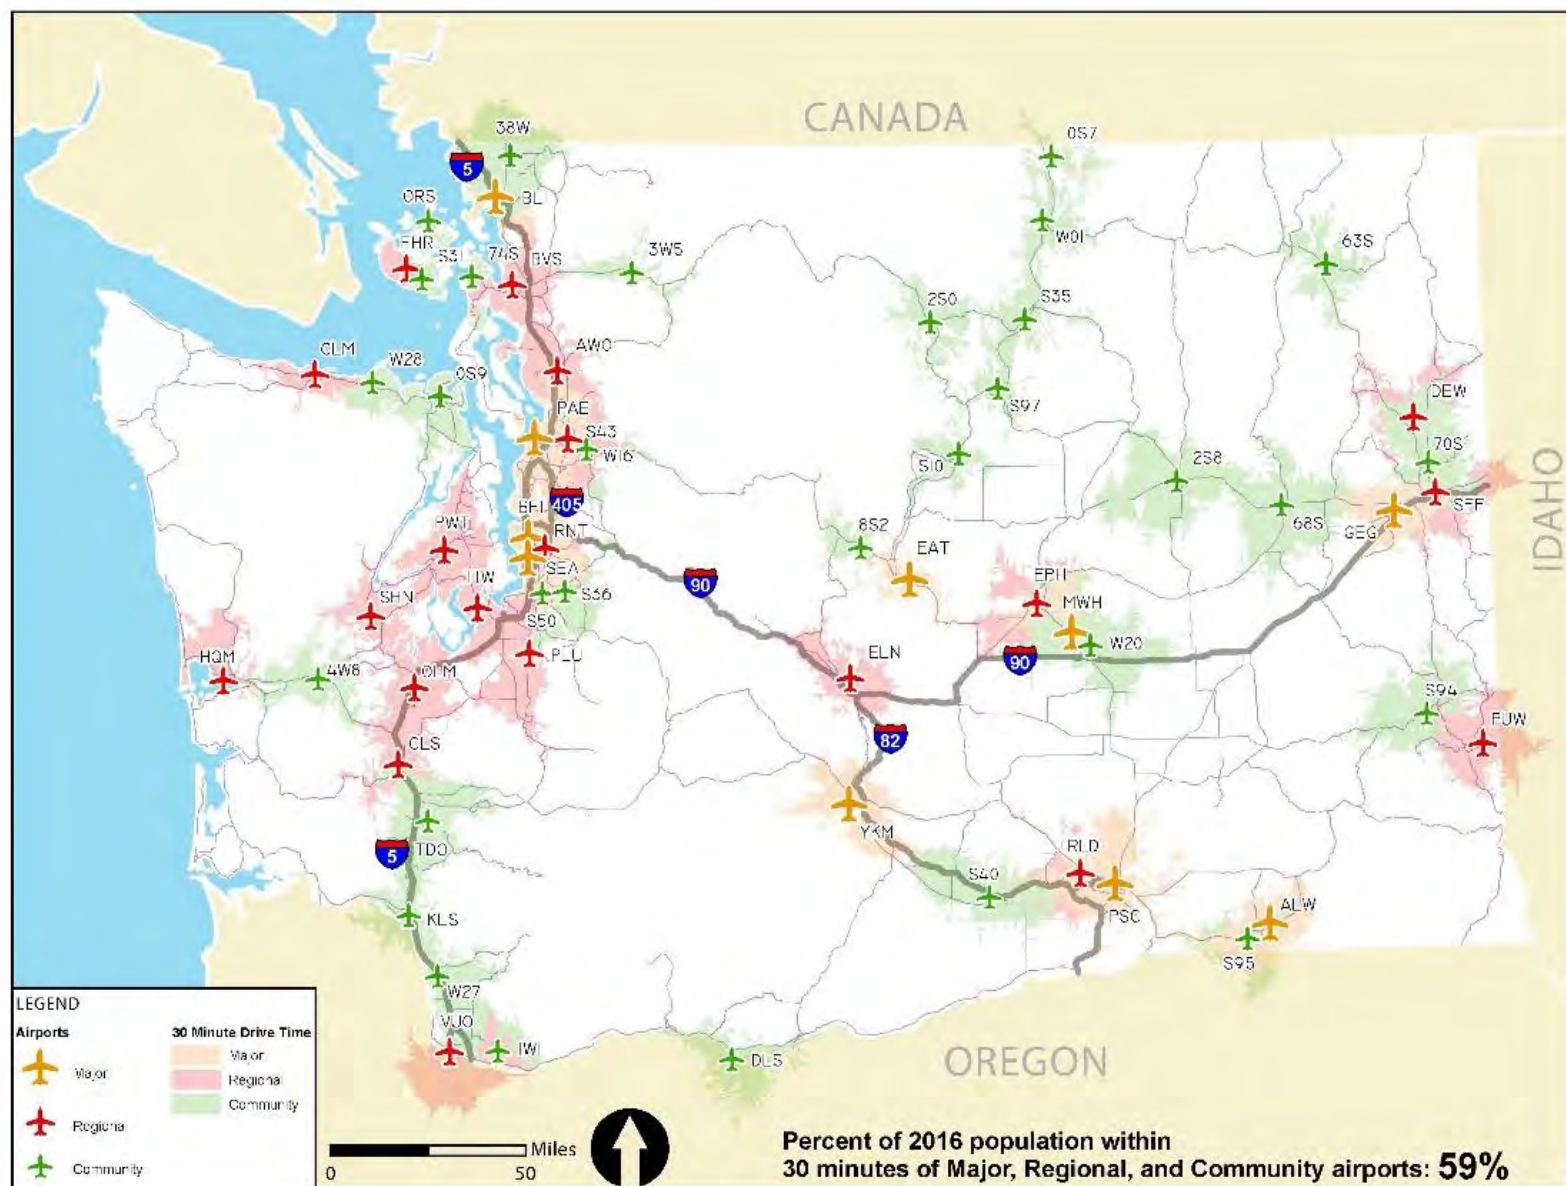 CANADA
38W
0S7
5
BLI
ORS
W01
FHR
S31
74S
BVS
3W5
63S
2S0
S35
CLM
W28
0S9
AWO
S97
DEW
PAE
S43
W16
70S
S10
2S8
IDAHO
405
BFI
SFF
68S
GEG
PWT
RNT
8S2
EAT
SEA
90
TIW
EPH
SHN
S36
MWH
S50
W20
PLU
HQM
4W8
OLM
ELN
90
S94
PUW
CLS
82
YKM
5
TDO
RLD
S40
KLS
PSC
ALW
S95
W27
VUO
1W1
DLS
OREGON
LEGEND
Airports
30 Minute Drive Time
Major
Major
Regional
Community
Regional
Community
Miles
0
50
Percent of 2016 population within
30 minutes of Major, Regional, and Community airports: 59%